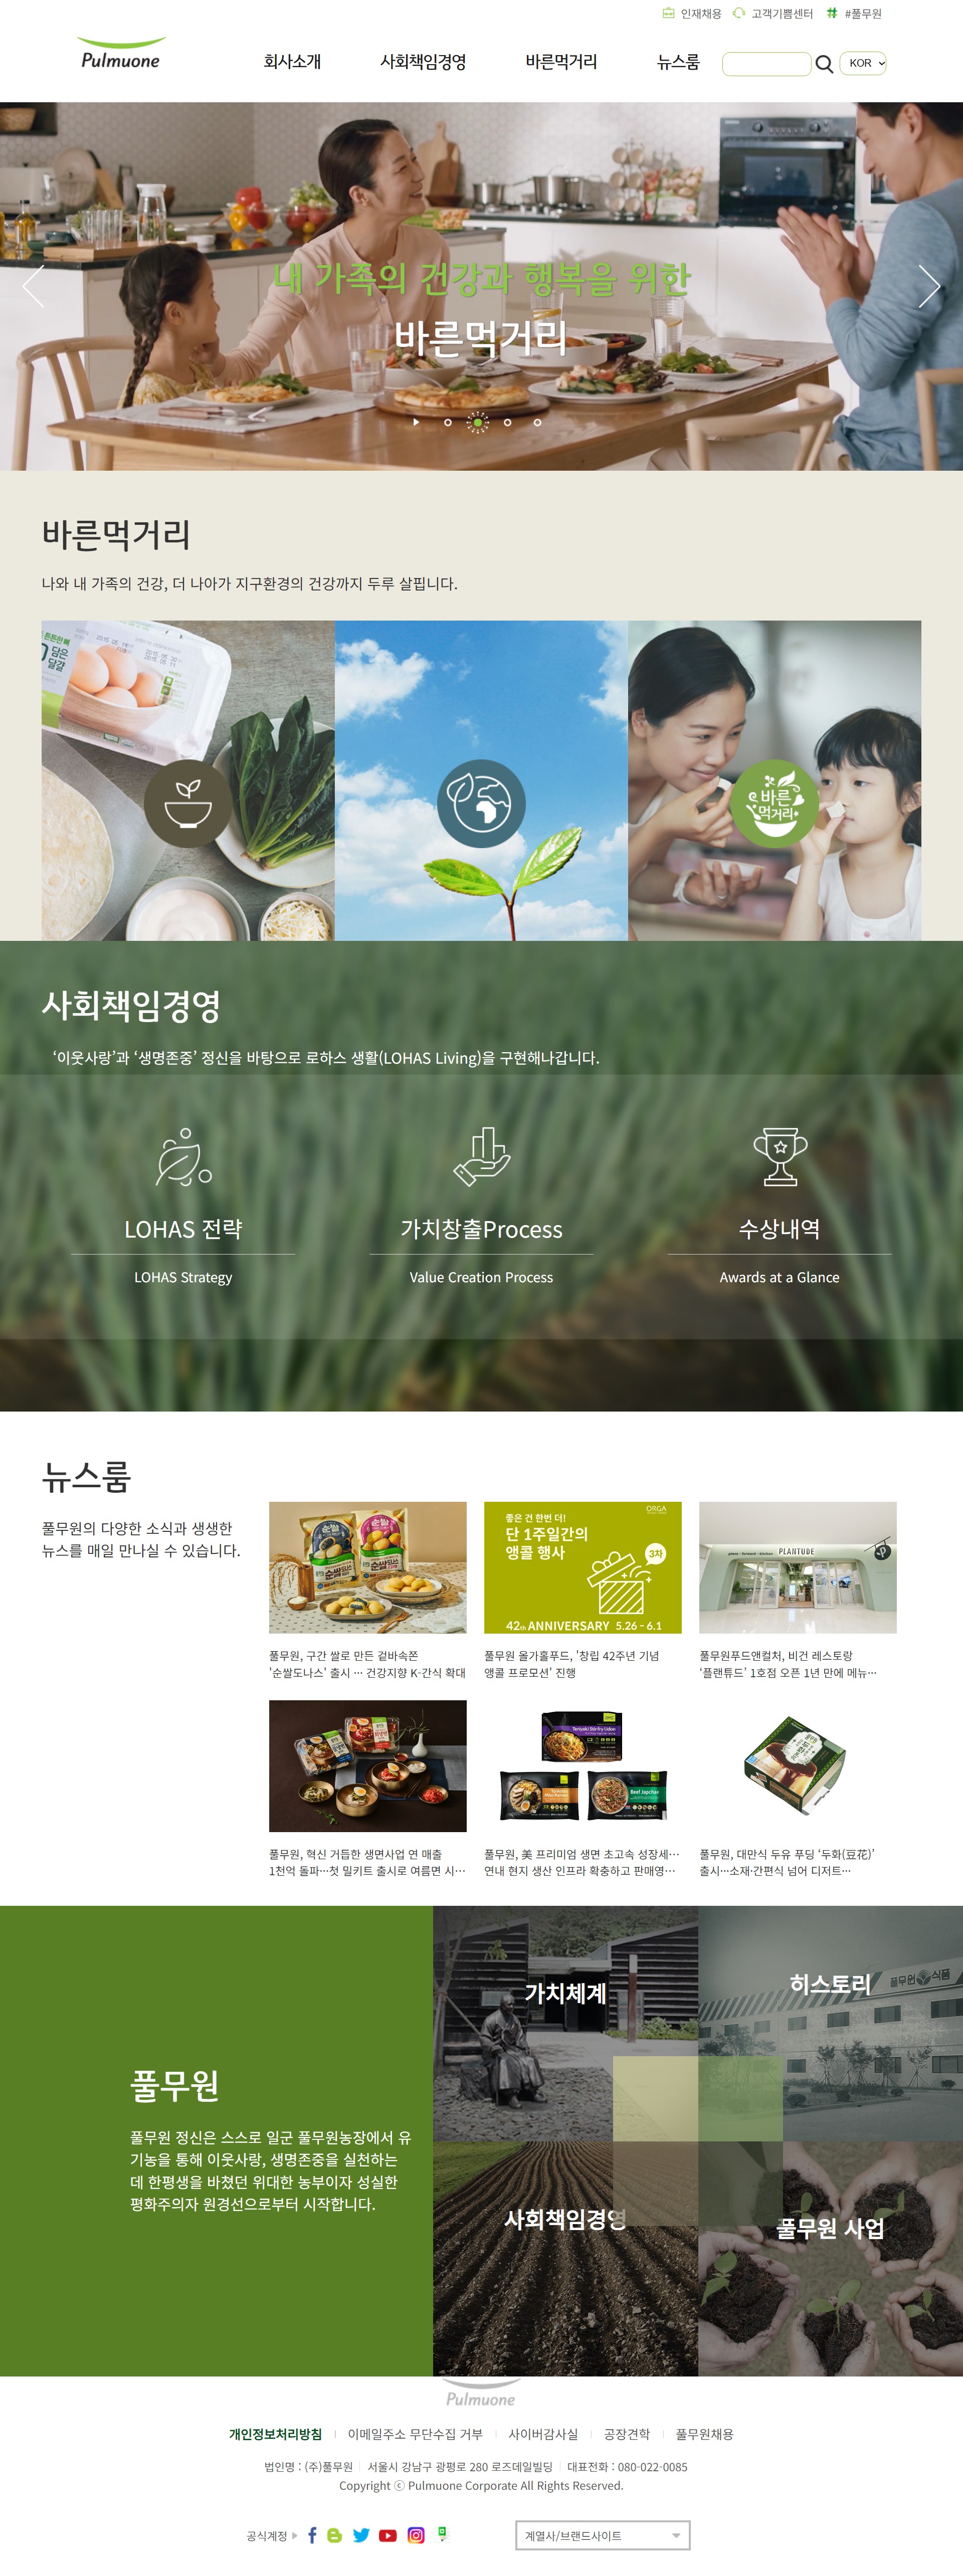 인재채용
고객기쁨센터
#풀무원
Pulmuone
회사소개
사회책임경영
바른먹거리
뉴스룸
KOR
내 가족의 건강과 행복을 위한
바른먹거리
바른먹거리
나와 내 가족의 건강, 더 나아가 지구환경의 건강까지 두루 살핍니다.
담은
달걀
바른
먹거리
사회책임경영
‘이웃사랑’과 ‘생명존중’ 정신을 바탕으로 로하스 생활(LOHAS Living)을 구현해나갑니다.
LOHAS 전략
LOHAS Strategy
가치창출Process
Value Creation Process
수상내역
Awards at a Glance
뉴스룸
풀무원의 다양한 소식과 생생한
뉴스를 매일 만나실 수 있습니다.
순쌀
순쌀
ORGA
좋은 건 한번 더!
단 1주일간의
앵콜 행사
3차
42th ANNIVERSARY 5.26 - 6.1
PLANTUDE
풀무원, 구간 쌀로 만든 겉바속쫀
'순쌀도나스' 출시 … 건강지향 K-간식 확대
풀무원 올가홀푸드, '창립 42주년 기념
앵콜 프로모션' 진행
풀무원푸드앤컬처, 비건 레스토랑
‘플랜튜드’ 1호점 오픈 1년 만에 메뉴…
Teriyaki Stir-fry Udon
Beef Japchae
풀무원, 혁신 거듭한 생면사업 연 매출
1천억 돌파…첫 밀키트 출시로 여름면 시…
풀무원, 美 프리미엄 생면 초고속 성장세…
연내 현지 생산 인프라 확충하고 판매영…
풀무원, 대만식 두유 푸딩 ‘두화(豆花)’
출시…소재·간편식 넘어 디저트…
풀무원
풀무원 정신은 스스로 일군 풀무원농장에서 유
기농을 통해 이웃사랑, 생명존중을 실천하는
데 한평생을 바쳤던 위대한 농부이자 성실한
평화주의자 원경선으로부터 시작합니다.
가치체계
히스토리
풀무원 식품
사회책임경영
풀무원 사업
Pulmuone
개인정보처리방침
이메일주소 무단수집 거부
사이버감사실
공장견학
풀무원채용
법인명 : (주)풀무원
서울시 강남구 광평로 280 로즈데일빌딩
대표전화 : 080-022-0085
Copyright ⓒ Pulmuone Corporate All Rights Reserved.
공식계정
계열사/브랜드사이트